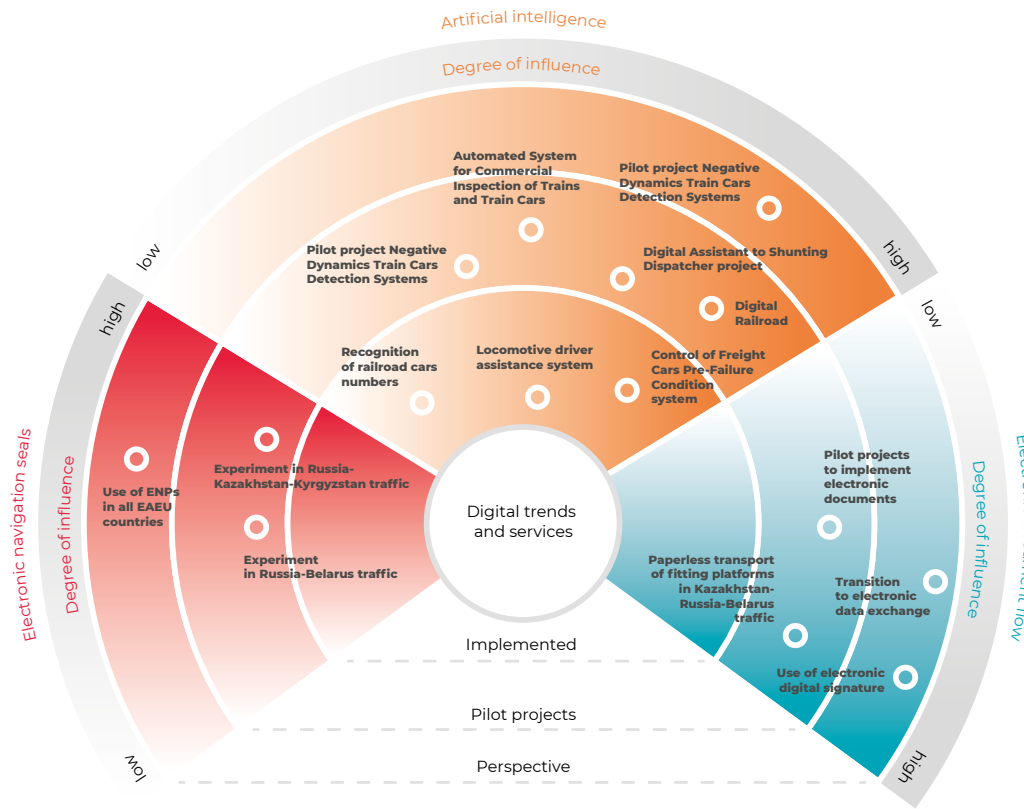 Artificial intelligence
Degree of influence
low
high
Automated System
for Commercial
Inspection of Trains
and Train Cars
Pilot project Negative
Dynamics Train Cars
Detection Systems
Pilot project Negative
Dynamics Train Cars
Detection Systems
Digital Assistant to Shunting
Dispatcher project
Digital
Railroad
Recognition
of railroad cars
numbers
Locomotive driver
assistance system
Control of Freight
Cars Pre-Failure
Condition
system
Electronic navigation seals
Degree of influence
high
low
Use of ENPs
in all EAEU
countries
Experiment in Russia-
Kazakhstan-Kyrgyzstan traffic
Experiment
in Russia-Belarus traffic
Digital trends
and services
low
high
Degree of influence
flow
Pilot projects
to implement
electronic
documents
Paperless transport
of fitting platforms
in Kazakhstan-
Russia-Belarus
traffic
Transition
to electronic
data exchange
Use of electronic
digital signature
Implemented
Pilot projects
Perspective